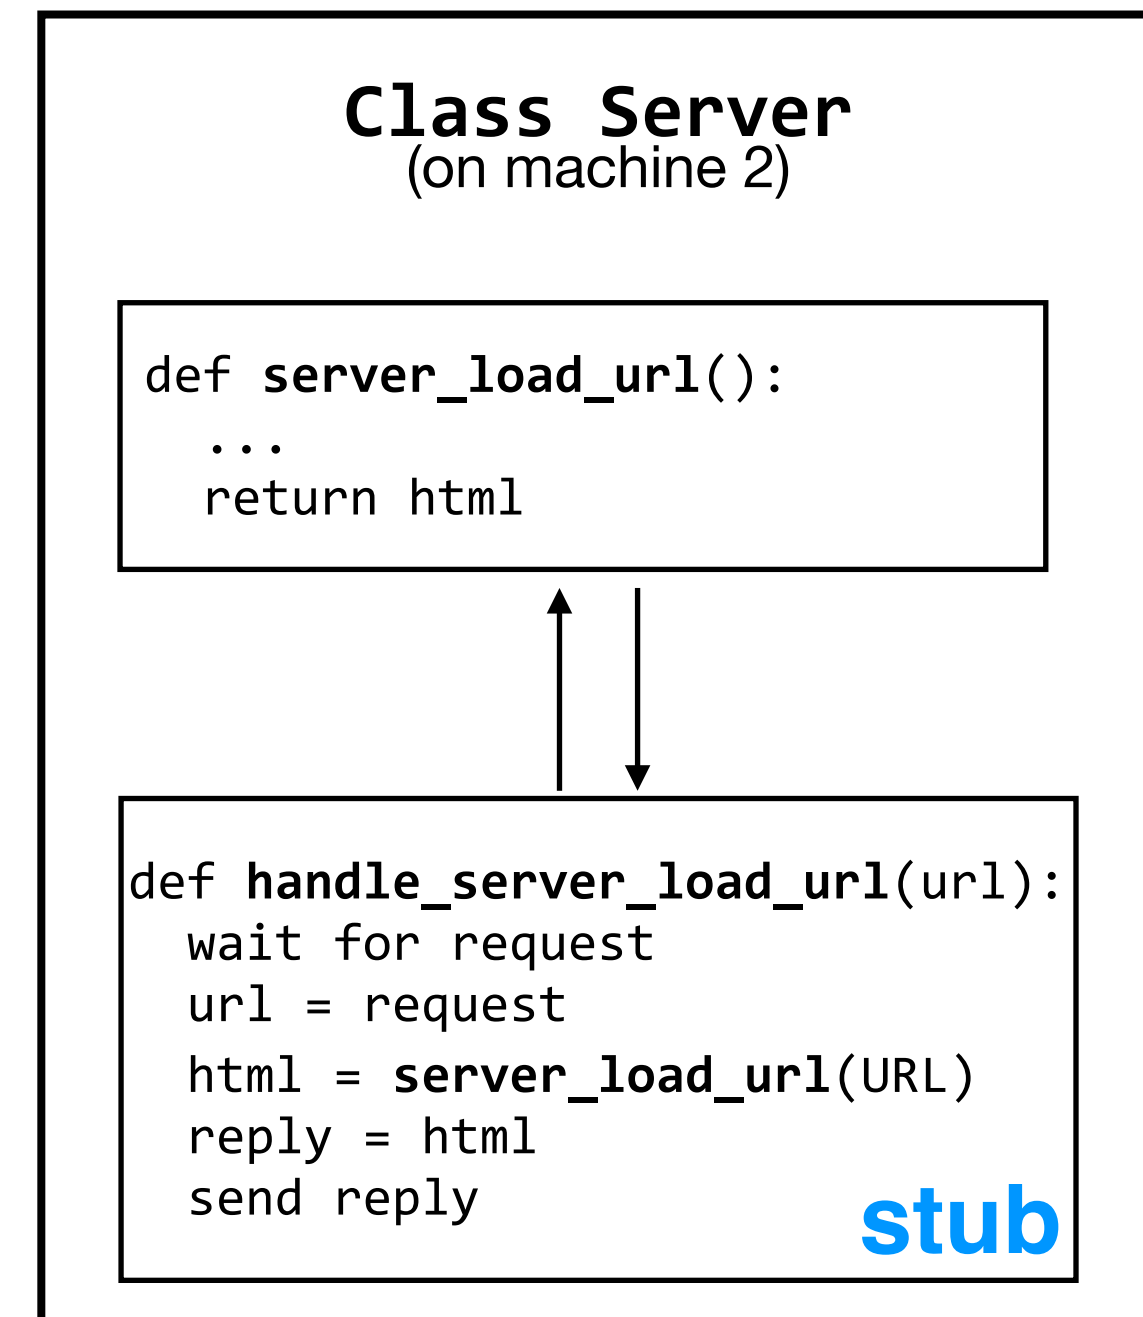 Class Server
(on machine 2)
def server_load_url():
...
return html
def handle_server_load_url(url):
wait for request
url = request
html = server_load_url(URL)
reply = html
send reply
stub